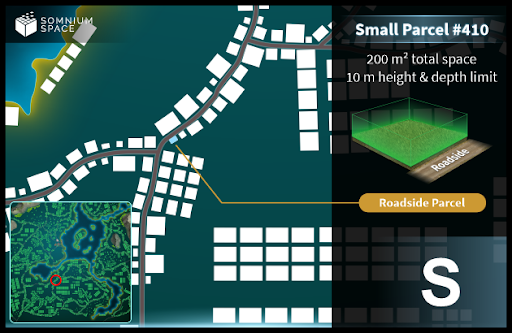 SOMNIUM
SPACE
Small Parcel #410
200 m² total space
10 m height & depth limit
Roadside
Roadside Parcel
S